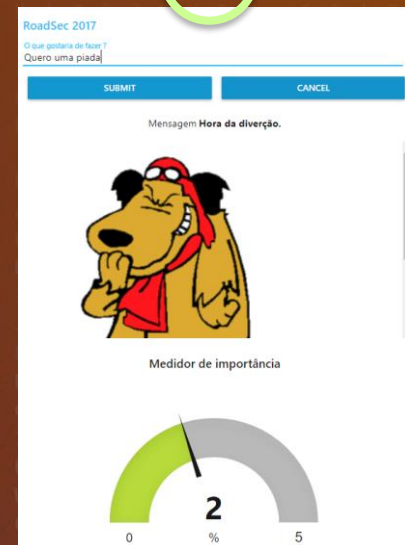 RoadSec 2017
O que gostaria de fazer ?
Quero uma piada
SUBMIT CANCEL
Mensagem Hora da diverção.
Medidor de importância
2
0 % 5